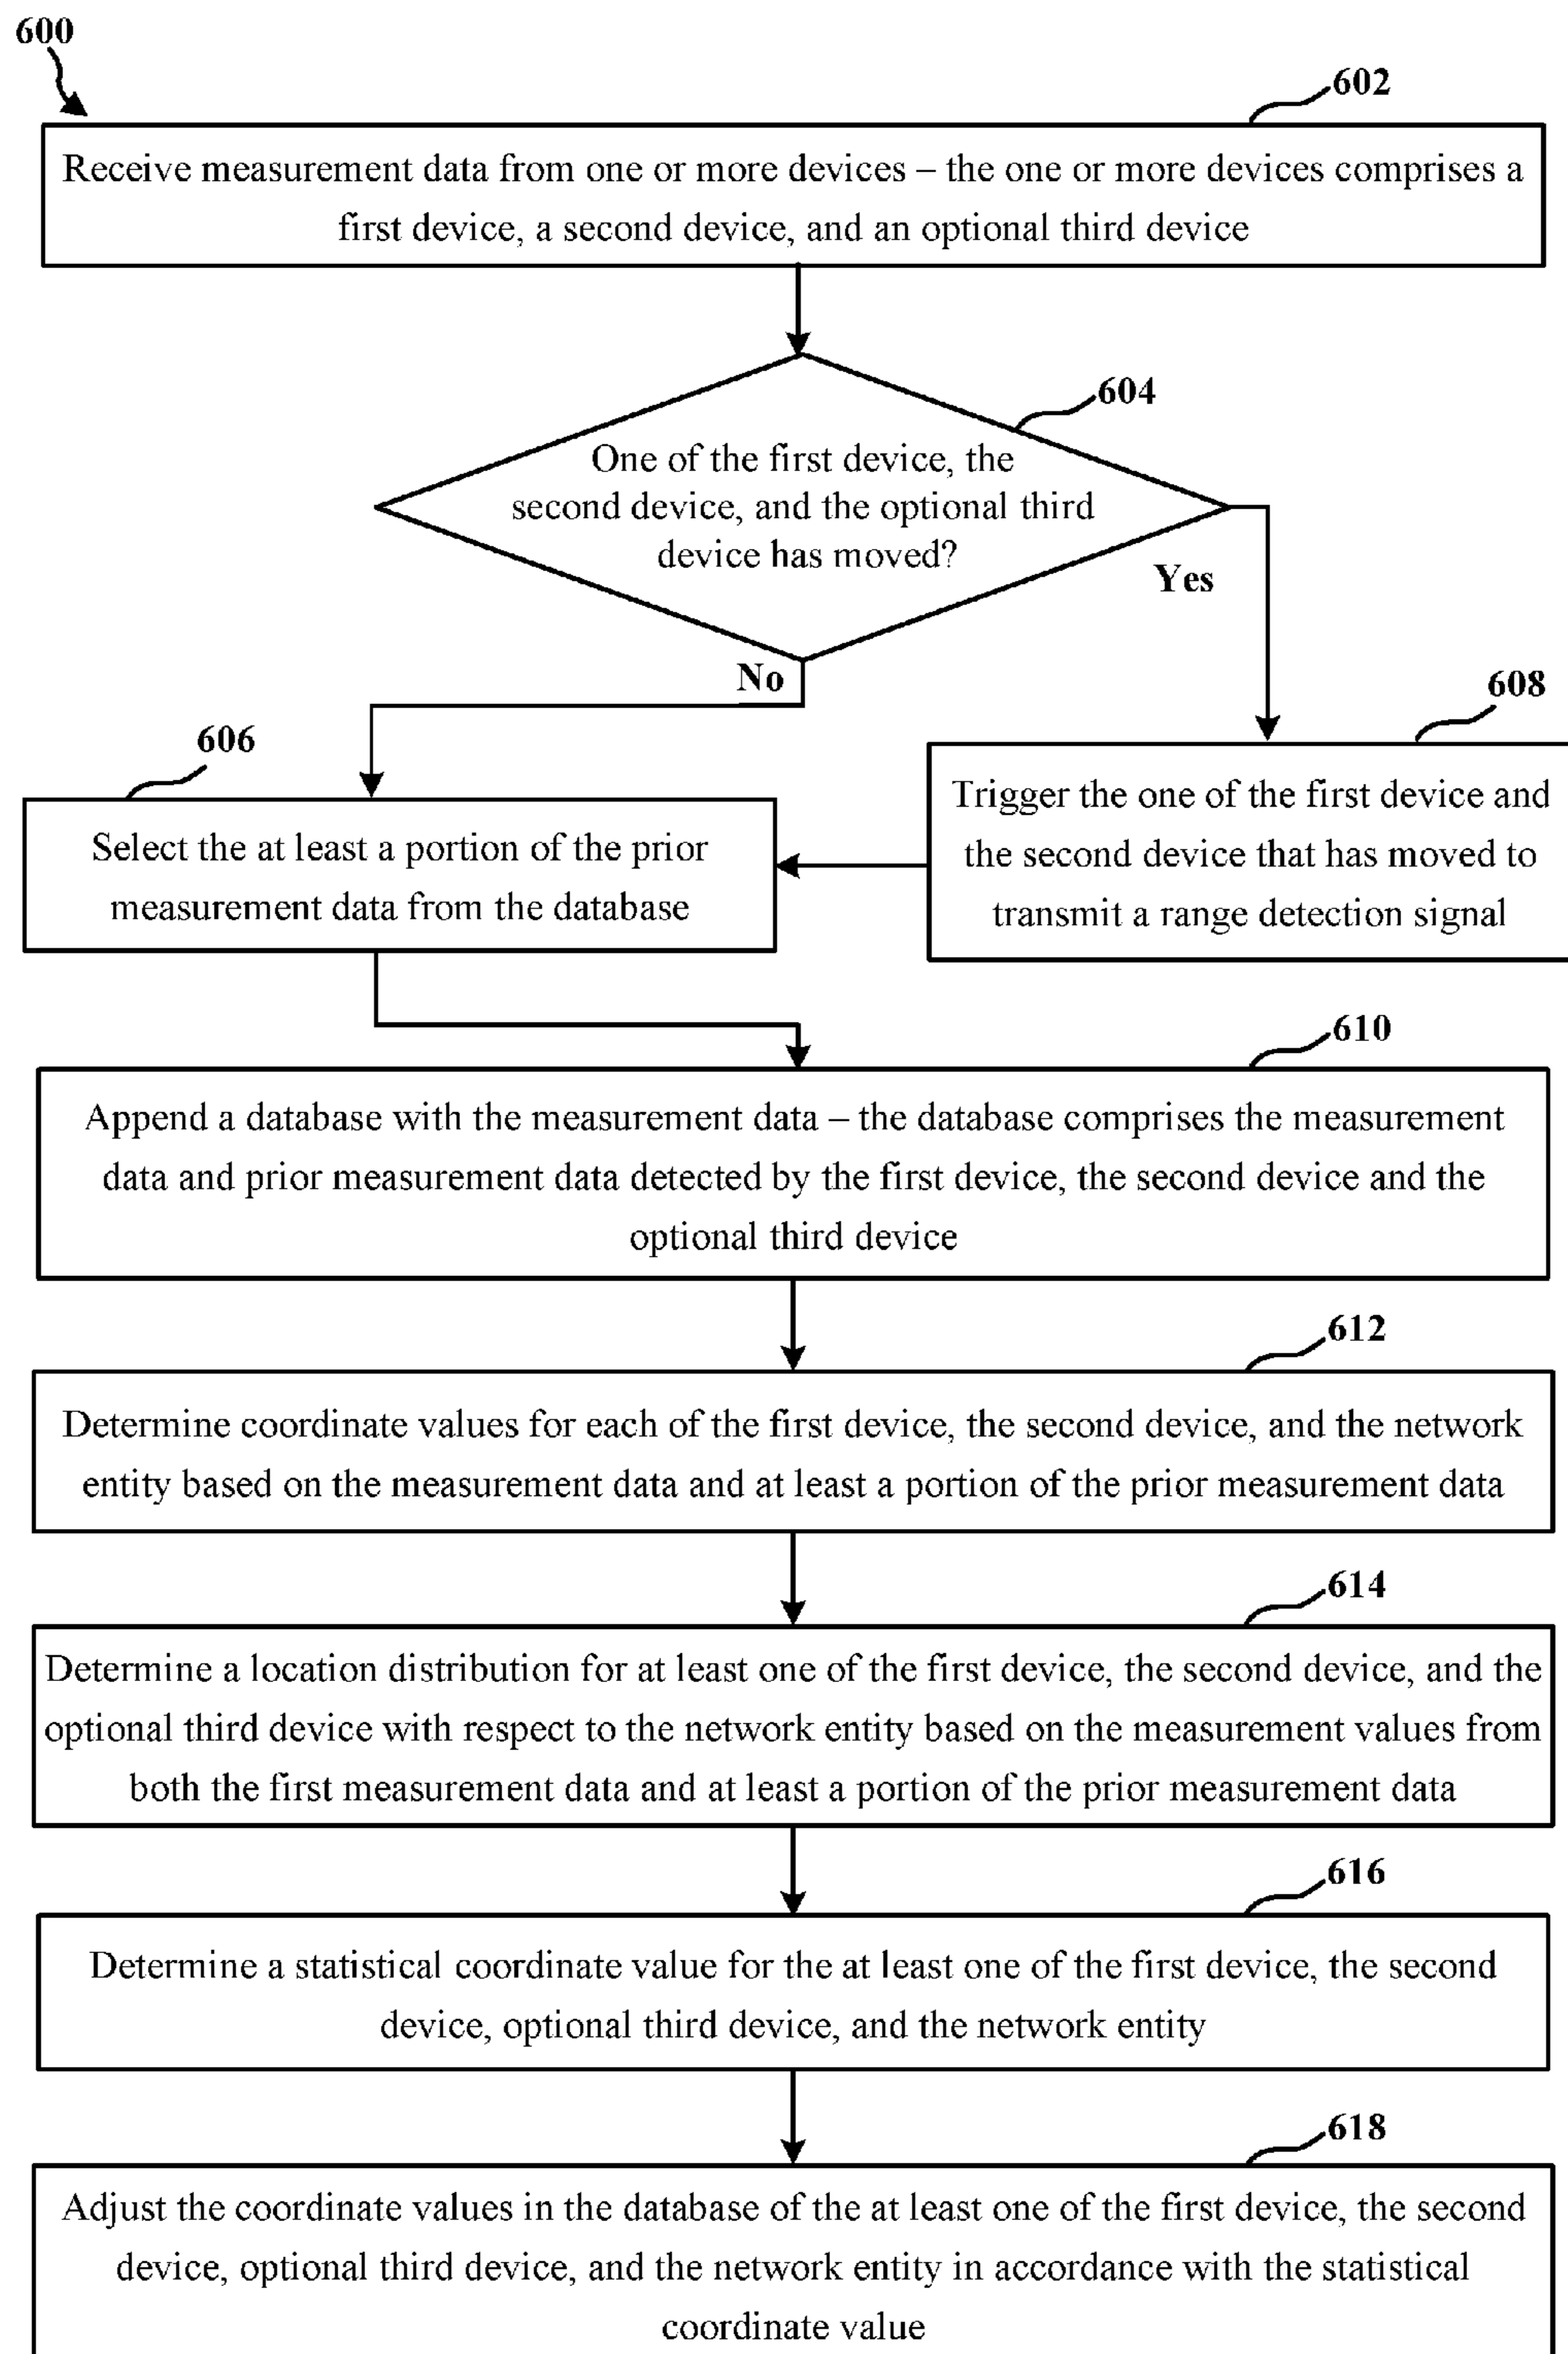 600
602
Receive measurement data from one or more devices – the one or more devices comprises a
first device, a second device, and an optional third device
604
One of the first device, the
second device, and the optional third
device has moved?
Yes
No
608
606
Trigger the one of the first device and
the second device that has moved to
transmit a range detection signal
Select the at least a portion of the prior
measurement data from the database
610
Append a database with the measurement data – the database comprises the measurement
data and prior measurement data detected by the first device, the second device and the
optional third device
612
Determine coordinate values for each of the first device, the second device, and the network
entity based on the measurement data and at least a portion of the prior measurement data
614
Determine a location distribution for at least one of the first device, the second device, and the
optional third device with respect to the network entity based on the measurement values from
both the first measurement data and at least a portion of the prior measurement data
616
Determine a statistical coordinate value for the at least one of the first device, the second
device, optional third device, and the network entity
618
Adjust the coordinate values in the database of the at least one of the first device, the second
device, optional third device, and the network entity in accordance with the statistical
coordinate value